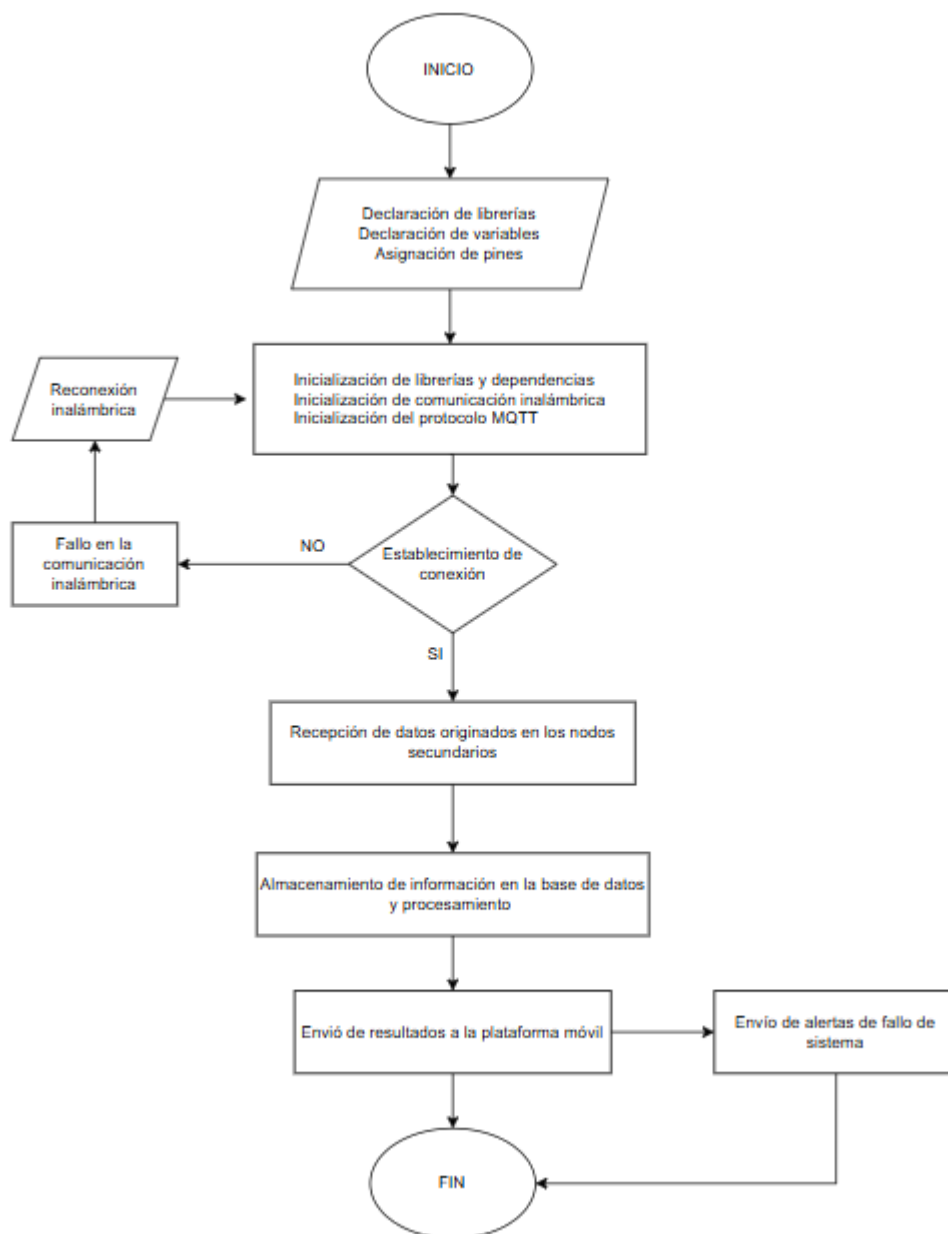 INICIO
Declaración de librerías
Declaración de variables
Asignación de pines
Reconexión
inalámbrica
Inicialización de librerías y dependencias
Inicialización de comunicación inalámbrica
Inicialización del protocolo MQTT
Fallo en la
comunicación
inalámbrica
NO
Establecimiento de
conexión
SI
Recepción de datos originados en los nodos
secundarios
Almacenamiento de información en la base de datos
y procesamiento
Envió de resultados a la plataforma móvil
Envío de alertas de fallo de
sistema
FIN